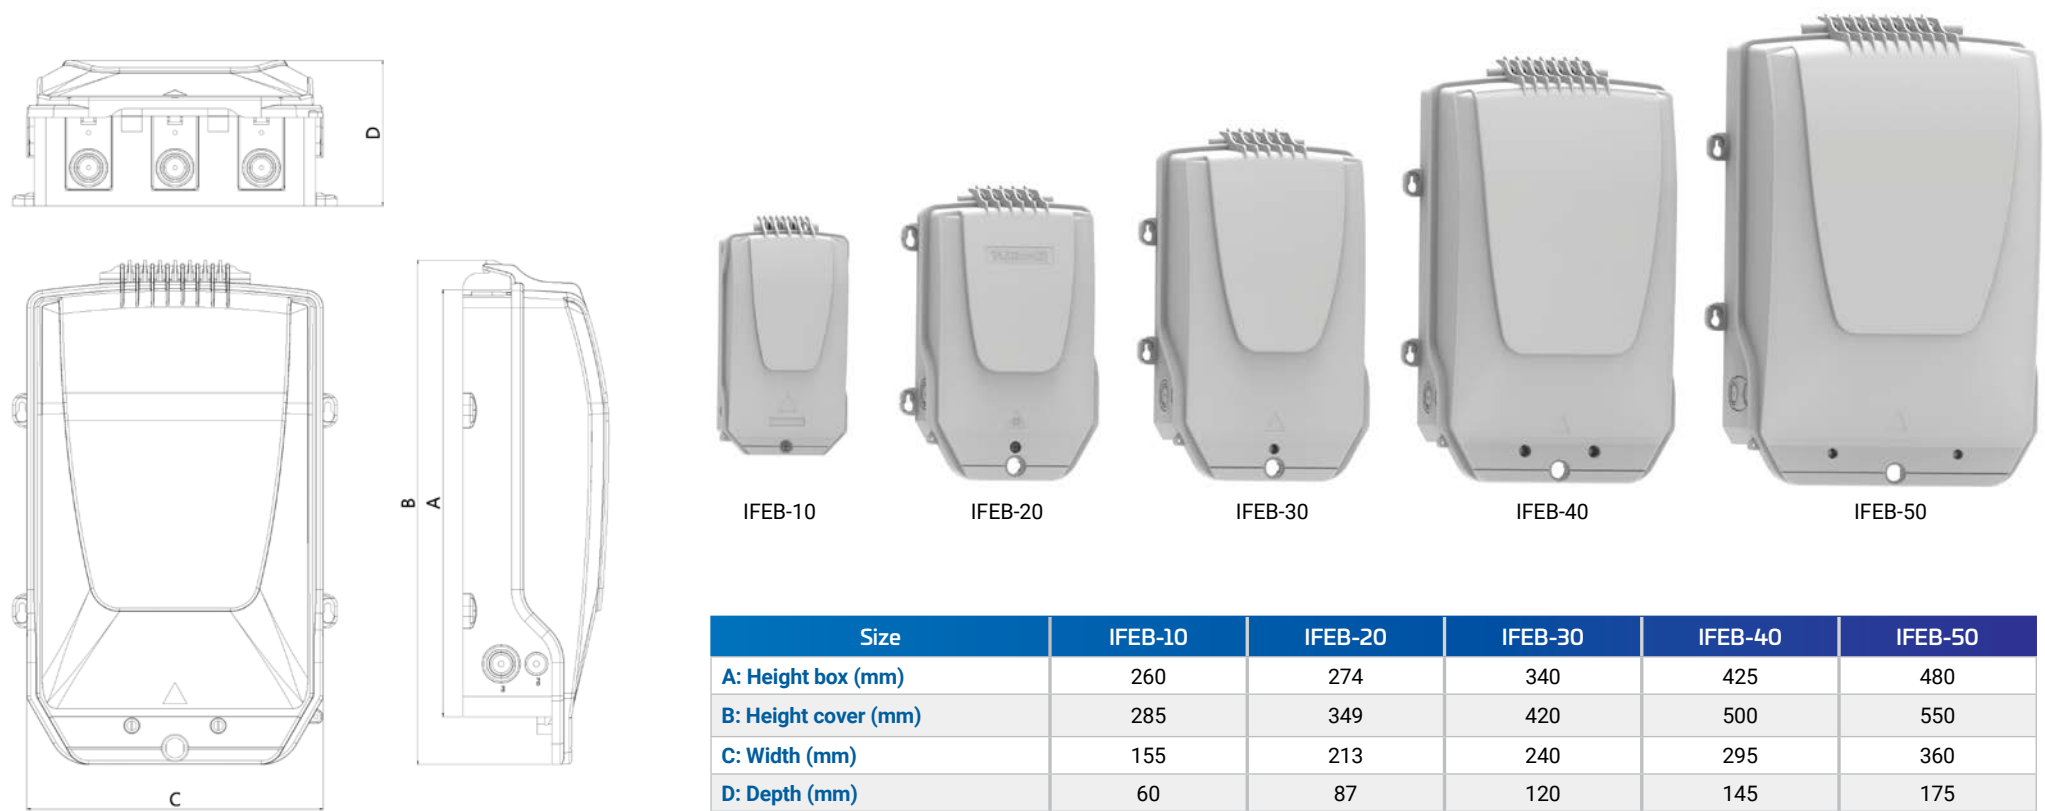 D
B
A
C
IFEB-10
IFEB-20
IFEB-30
IFEB-40
IFEB-50
Size IFEB-10 IFEB-20 IFEB-30 IFEB-40 IFEB-50
A: Height box (mm) 260 274 340 425 480
B: Height cover (mm) 285 349 420 500 550
C: Width (mm) 155 213 240 295 360
D: Depth (mm) 60 87 120 145 175